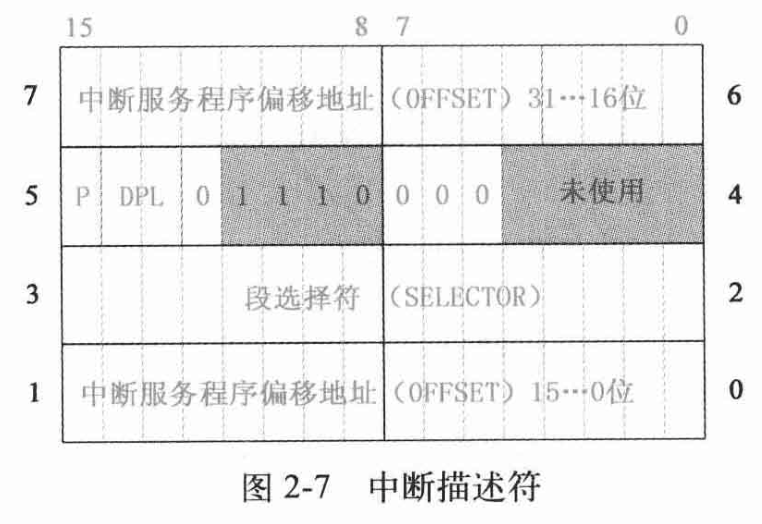 15 8 7 0
7 中断服务程序偏移地址（OFFSET）31…16位 6
5 P DPL 0 1 1 1 0 0 0 0 未使用 4
3 段选择符（SELECTOR） 2
1 中断服务程序偏移地址（OFFSET）15…0位 0
图 2-7 中断描述符